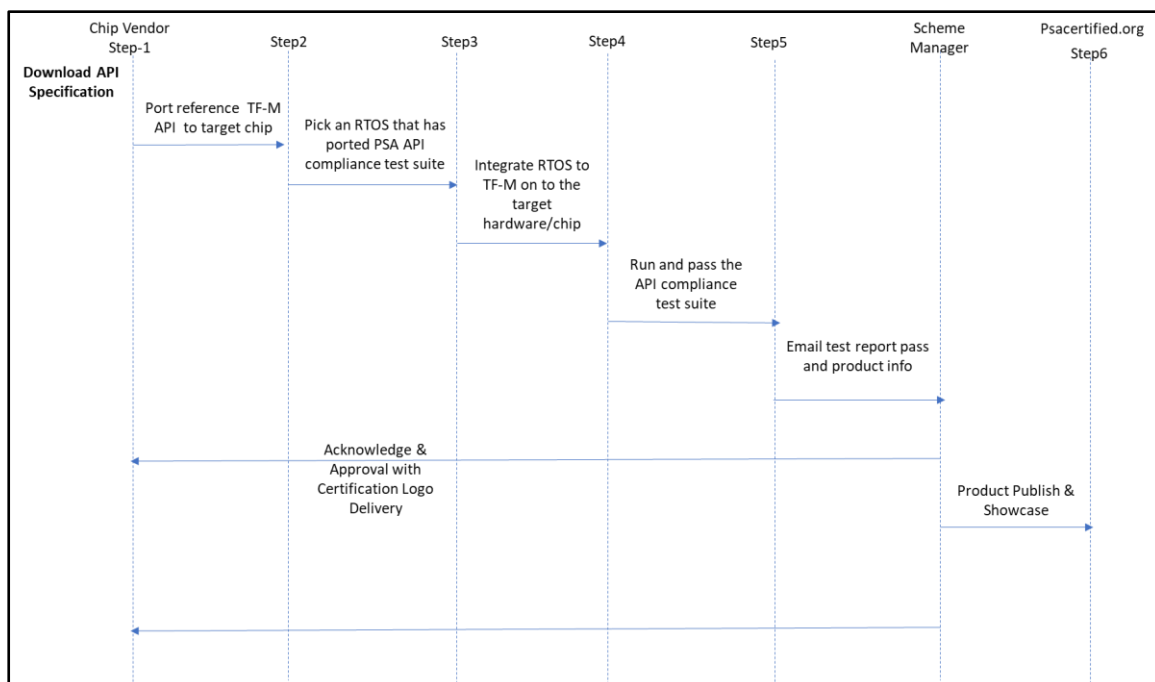 Chip Vendor
Step-1
Step2
Step3
Step4
Step5
Scheme
Manager
Psacertified.org
Step6
Download API
Specification
Port reference TF-M
API to target chip
Pick an RTOS that has
ported PSA API
compliance test suite
Integrate RTOS to
TF-M on to the
target
hardware/chip
Run and pass the
API compliance
test suite
Email test report pass
and product info
Acknowledge &
Approval with
Certification Logo
Delivery
Product Publish &
Showcase